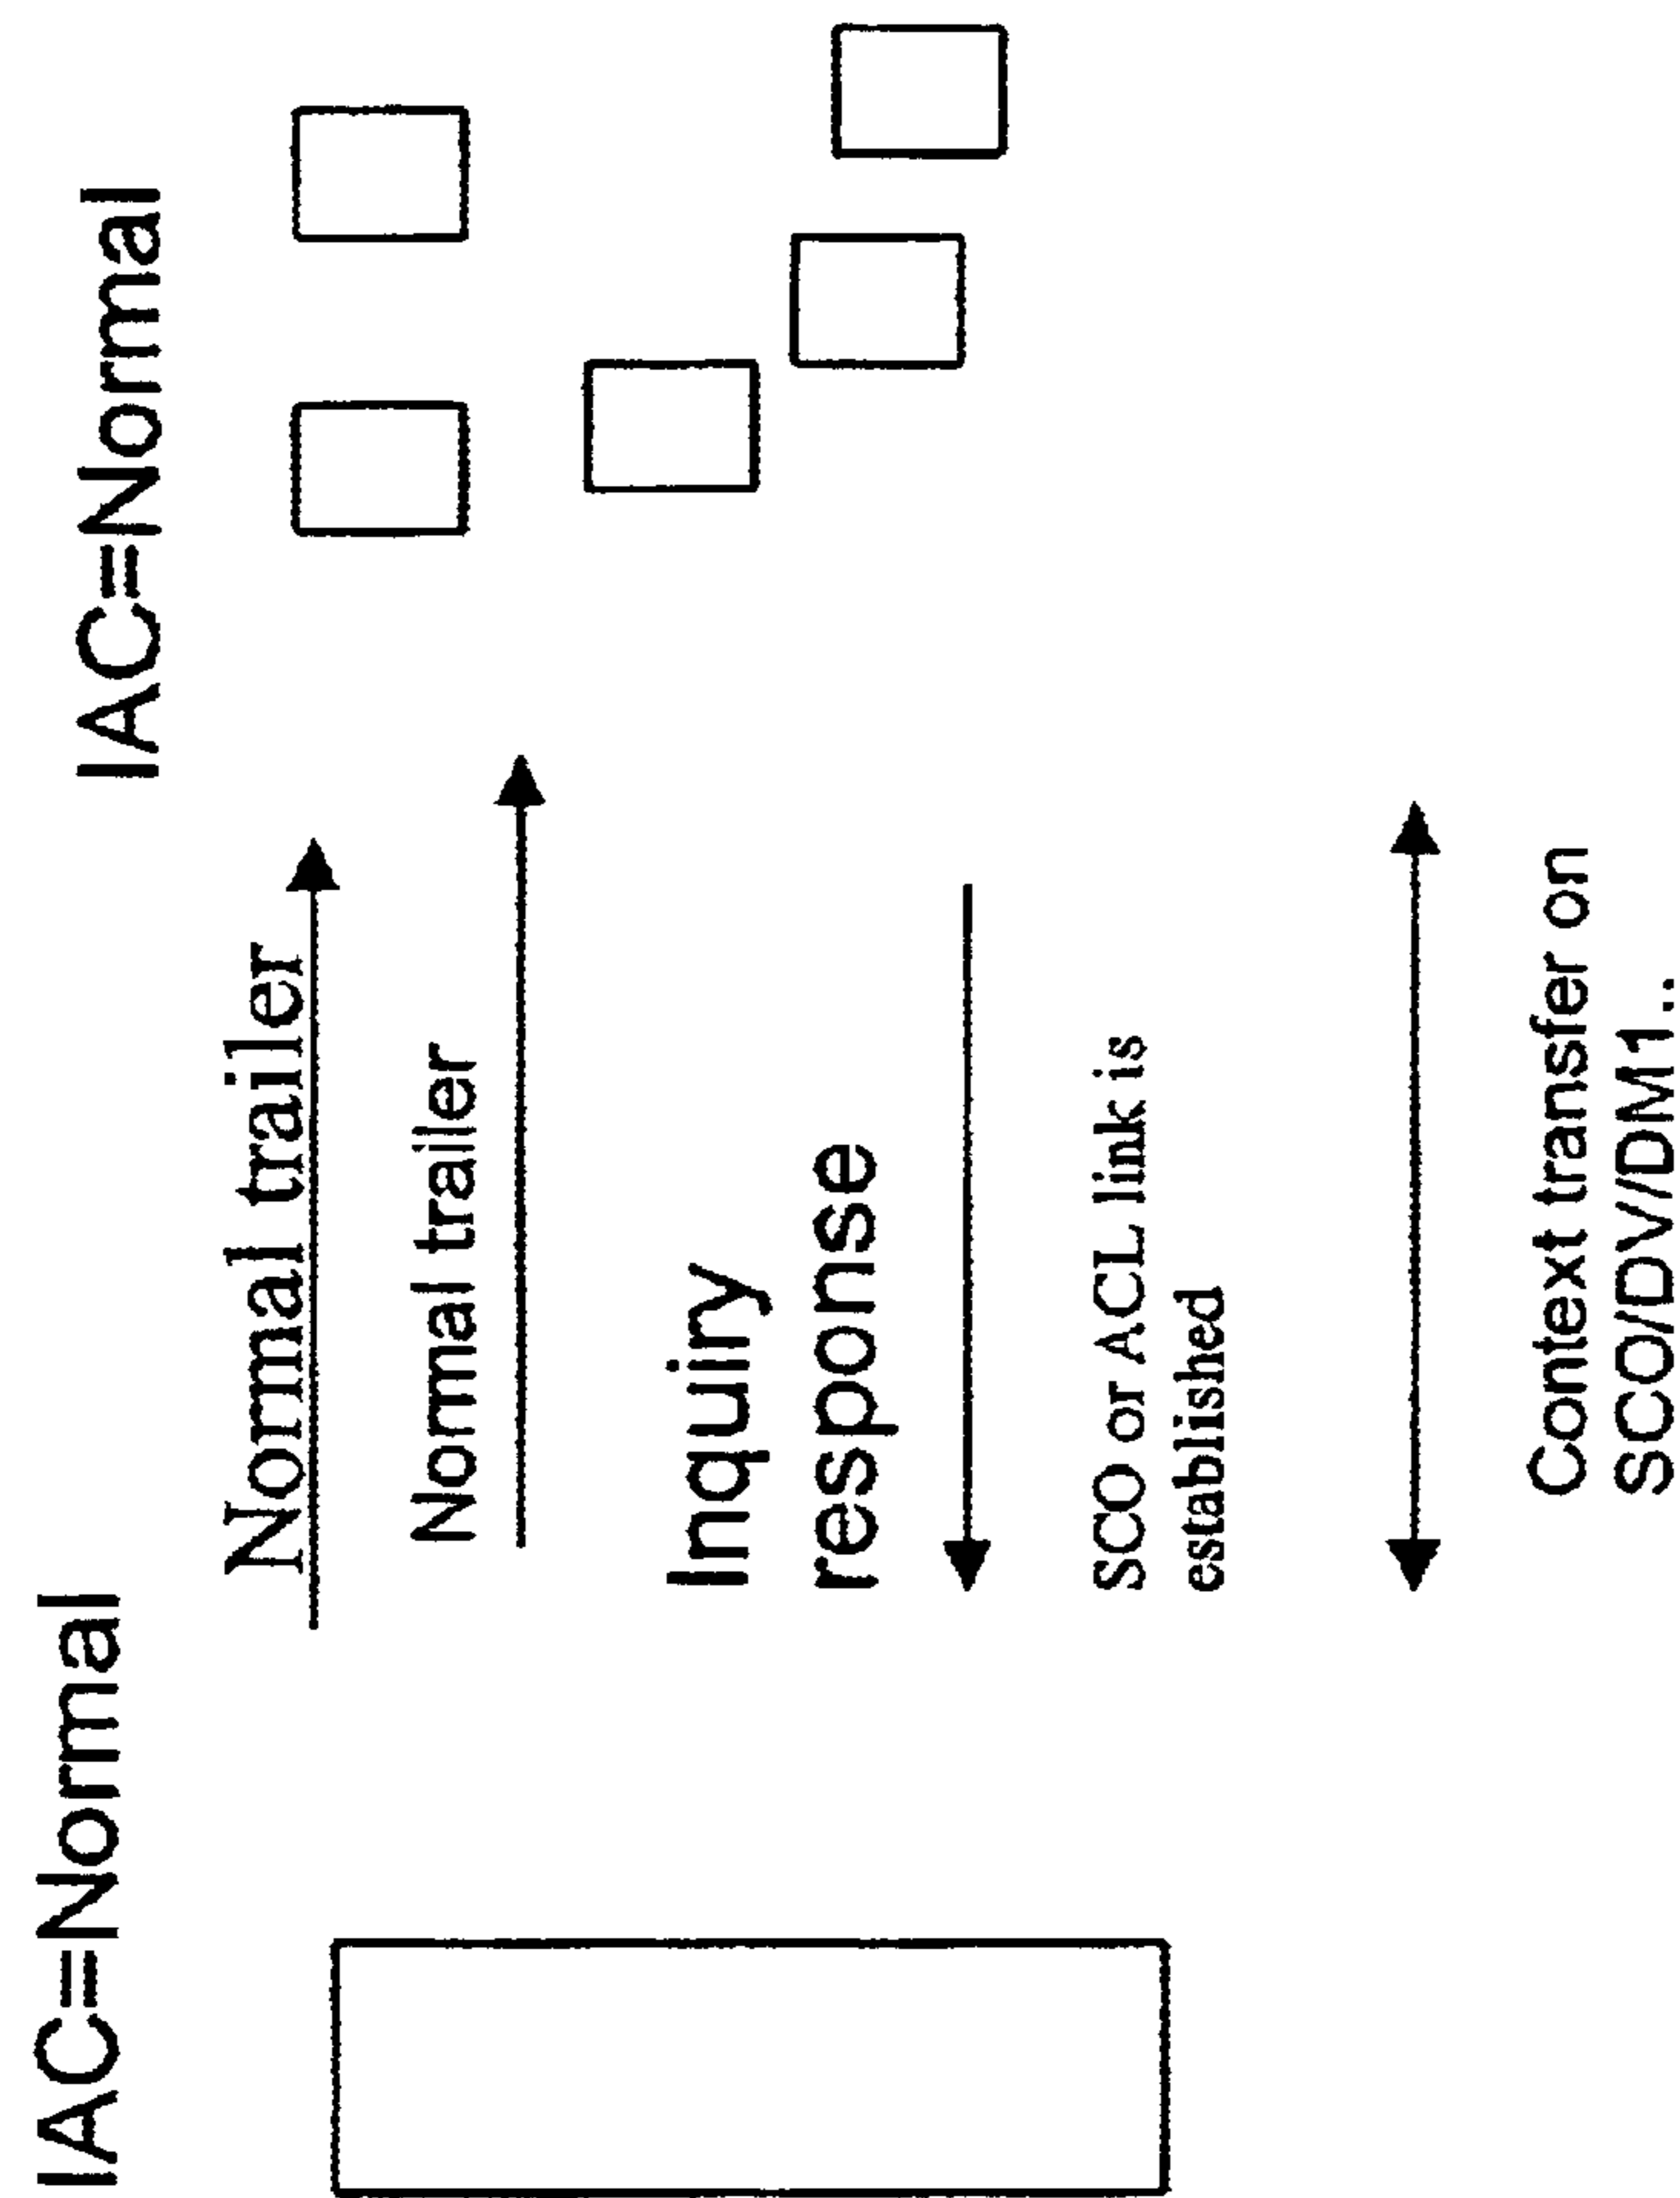 IAC=Normal
IAC=Normal
Normal trailer
Normal trailer
Inquiry
response
SCO or ACL link is
established
Context transfer on
SCO/DV/DM1..